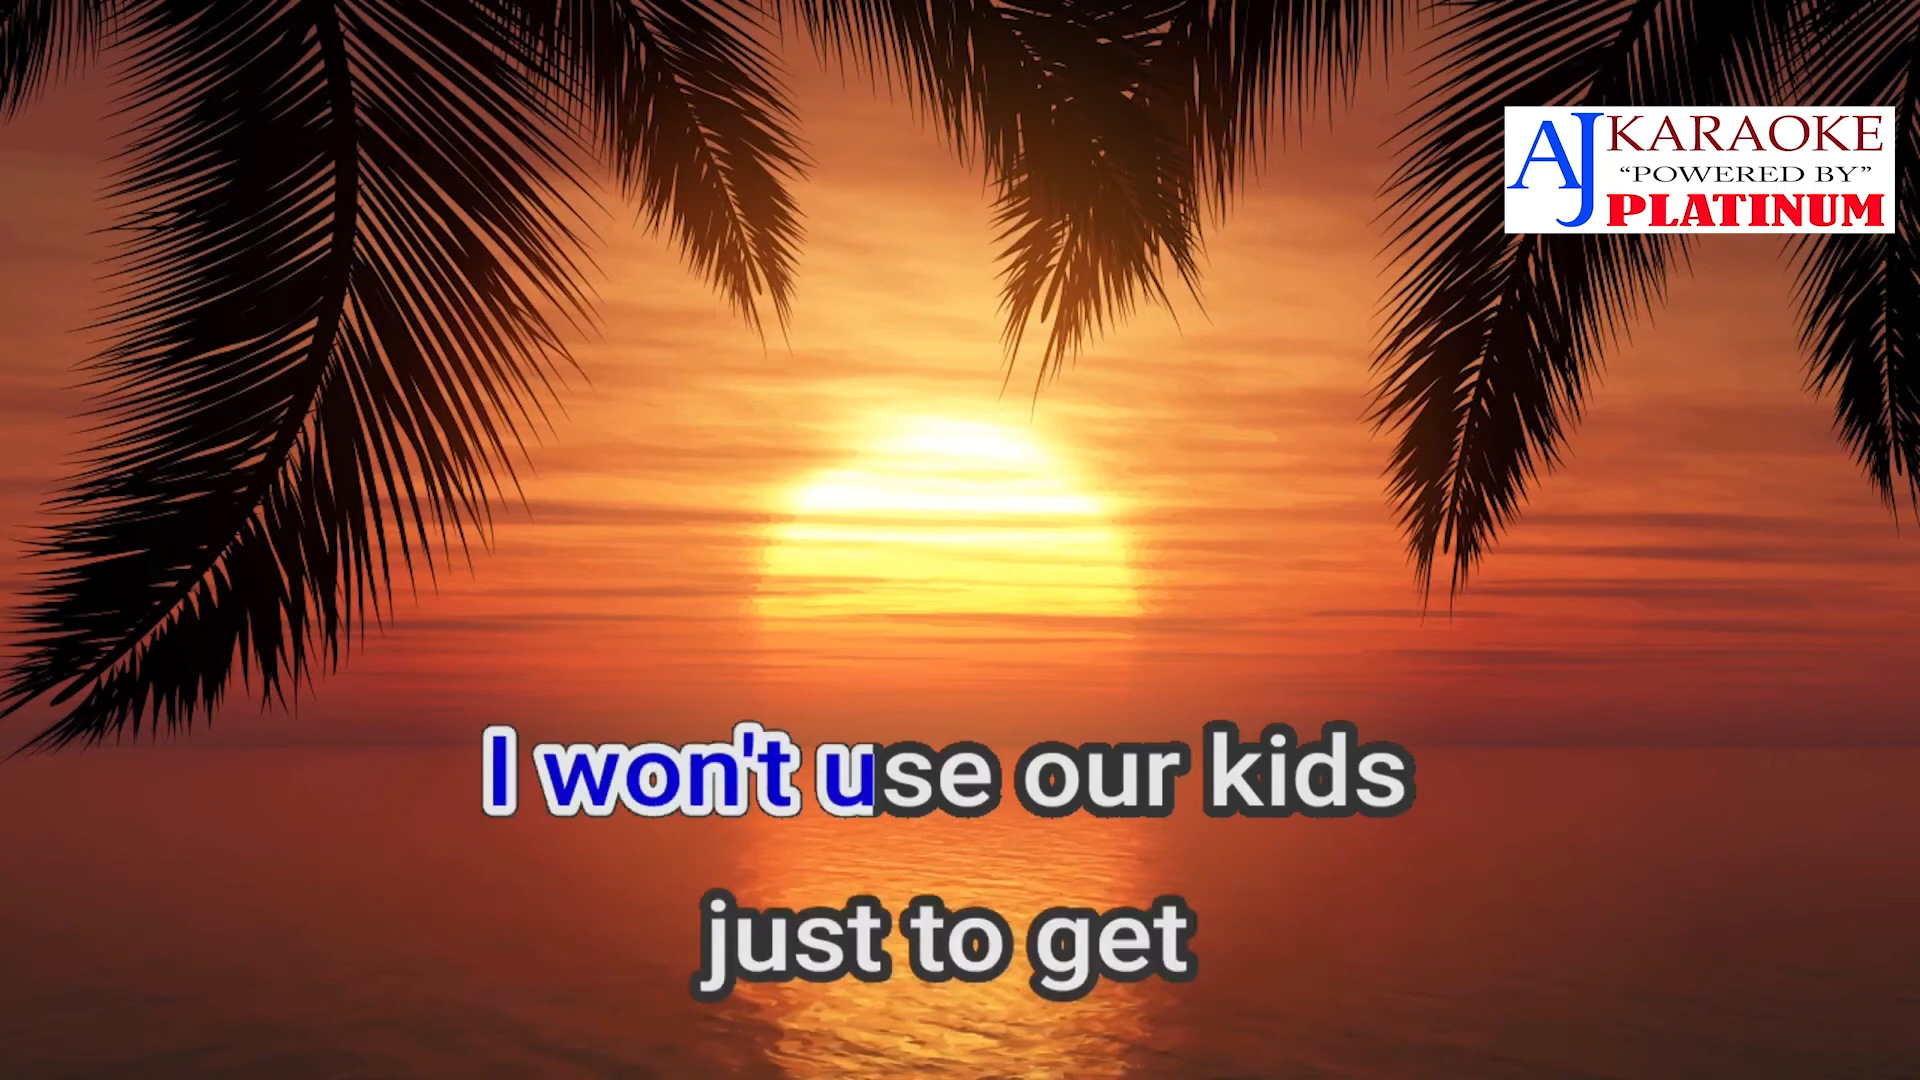 AJ KARAOKE
“POWERED BY”
PLATINUM
I won't use our kids
just to get